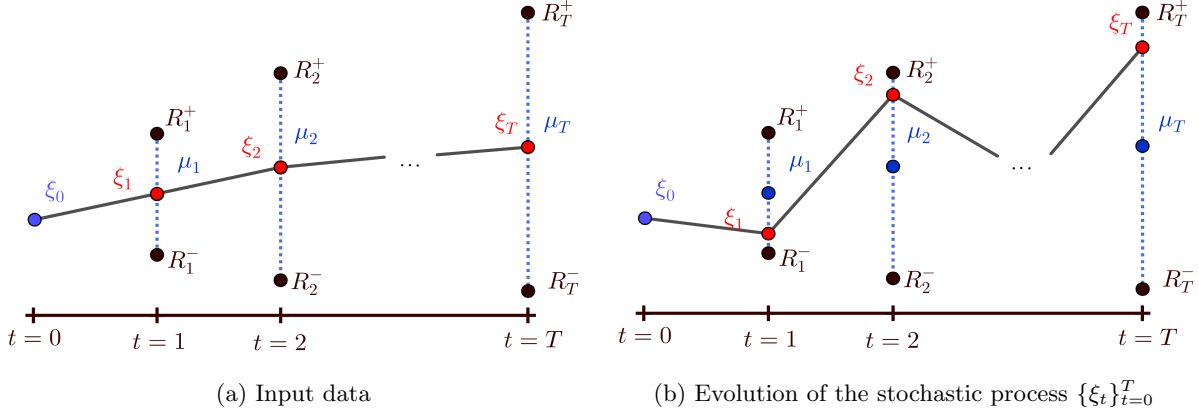 R_T^+
R_2^+
R_1^+
ξ_T
μ_T
ξ_2
μ_2
ξ_1
μ_1
...
ξ_0
R_1^-
R_2^-
R_T^-
t = 0
t = 1
t = 2
t = T
(a) Input data
R_T^+
ξ_T
ξ_2
R_2^+
R_1^+
μ_T
μ_2
μ_1
...
ξ_0
ξ_1
R_1^-
R_2^-
R_T^-
t = 0
t = 1
t = 2
t = T
(b) Evolution of the stochastic process {ξ_t}_{t=0}^T